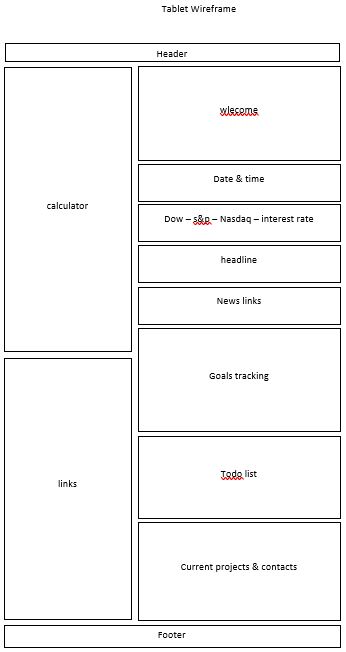 Tablet Wireframe
Header
calculator
links
wlecome
Date & time
Dow – s&p – Nasdaq – interest rate
headline
News links
Goals tracking
Todo list
Current projects & contacts
Footer